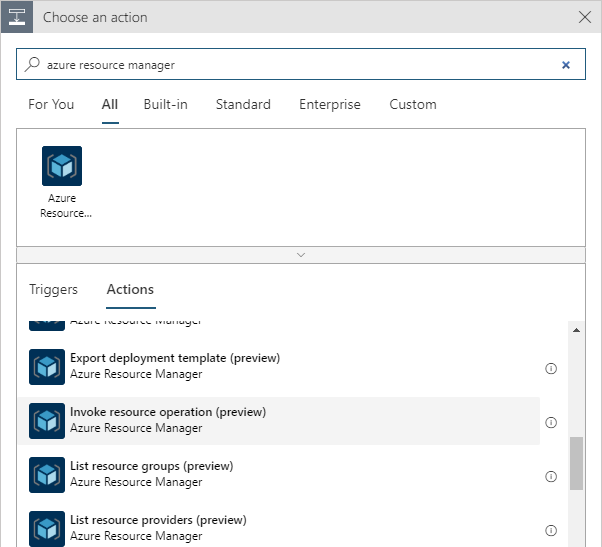 Choose an action
azure resource manager
For You All Built-in Standard Enterprise Custom
Azure
Resource...
Triggers Actions
Azure Resource Manager
Export deployment template (preview)
Azure Resource Manager
Invoke resource operation (preview)
Azure Resource Manager
List resource groups (preview)
Azure Resource Manager
List resource providers (preview)
Azure Resource Manager